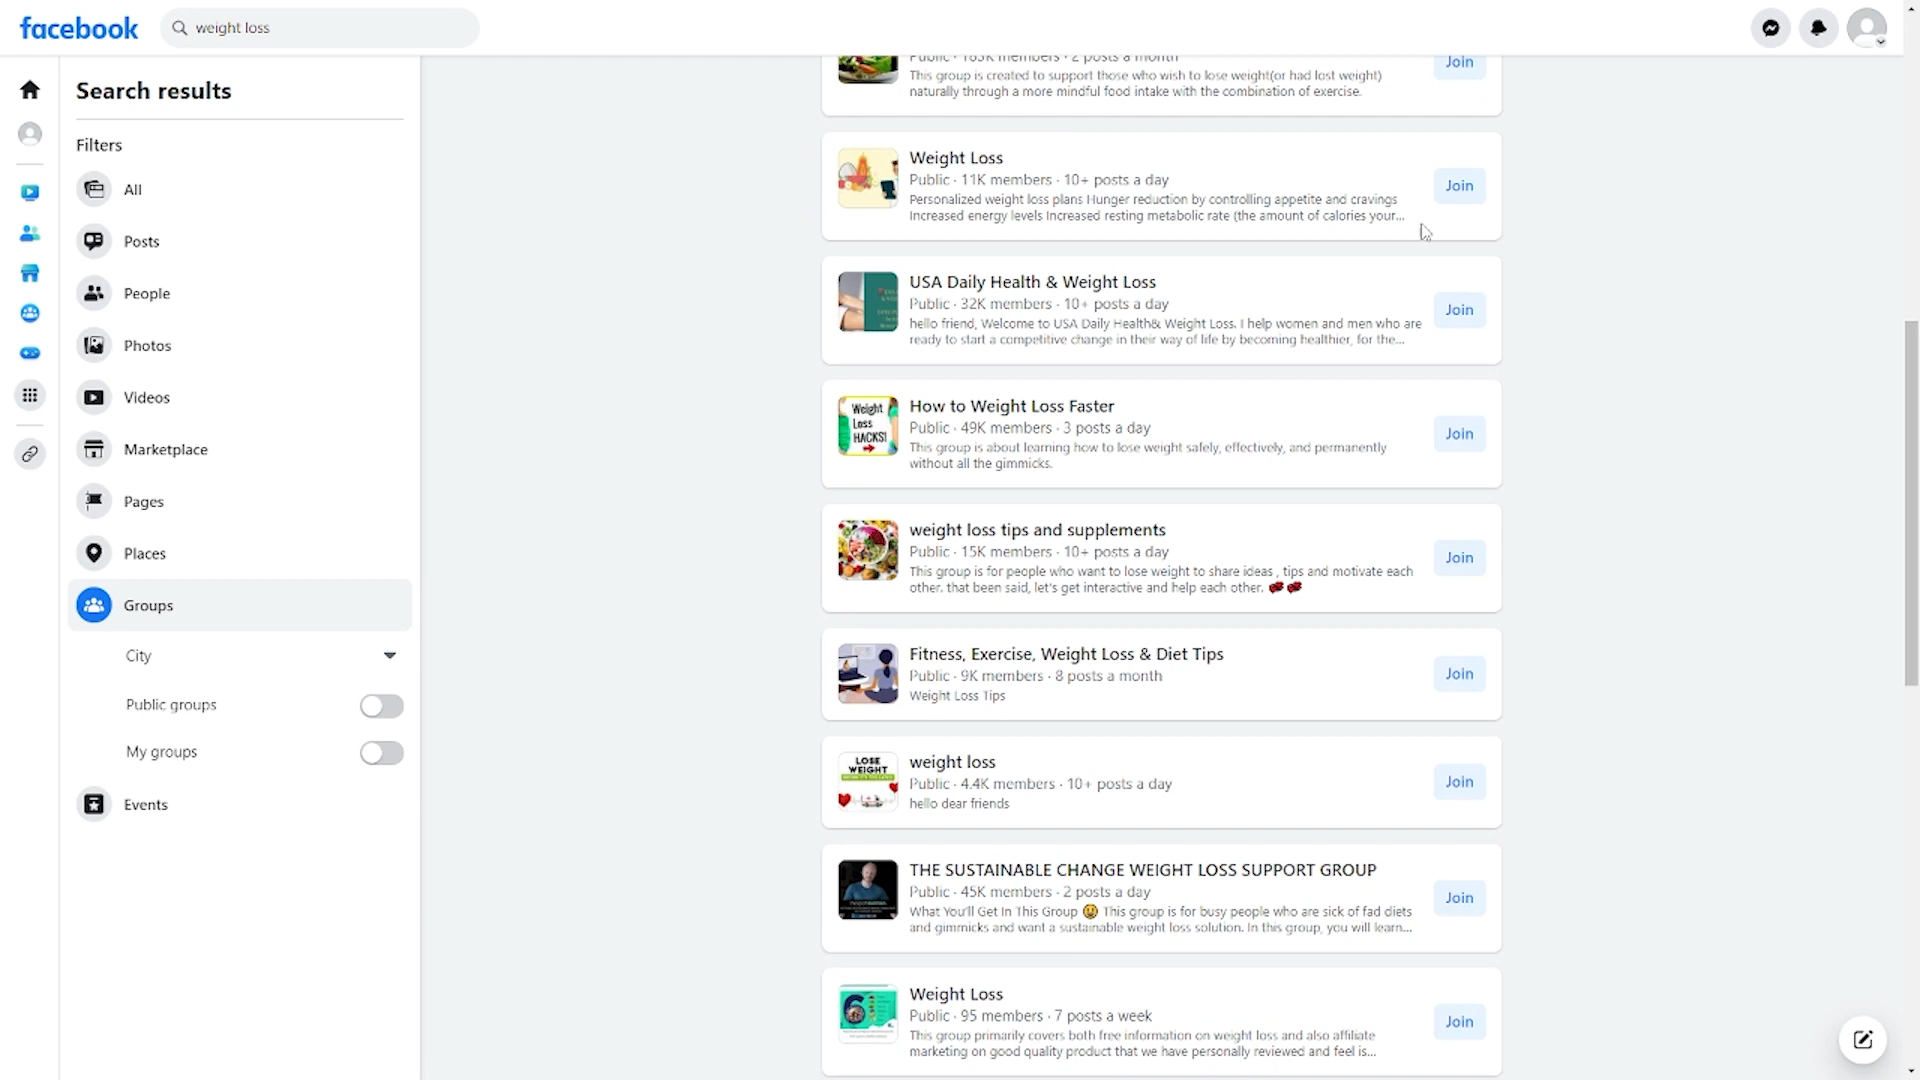 facebook
weight loss
Search results
Filters
All
Posts
People
Photos
Videos
Marketplace
Pages
Places
Groups
City
Public groups
My groups
Events
Public · 163K members · 2 posts a month
This group is created to support those who wish to lose weight(or had lost weight)
naturally through a more mindful food intake with the combination of exercise.
Join
Weight Loss
Public · 11K members · 10+ posts a day
Personalized weight loss plans Hunger reduction by controlling appetite and cravings
Increased energy levels Increased resting metabolic rate (the amount of calories your...
Join
USA Daily Health & Weight Loss
Public · 32K members · 10+ posts a day
hello friend, Welcome to USA Daily Health& Weight Loss. I help women and men who are
ready to start a competitive change in their way of life by becoming healthier, for the...
Join
Weight
Loss
HACKS!
How to Weight Loss Faster
Public · 49K members · 3 posts a day
This group is about learning how to lose weight safely, effectively, and permanently
without all the gimmicks.
Join
weight loss tips and supplements
Public · 15K members · 10+ posts a day
This group is for people who want to lose weight to share ideas , tips and motivate each
other. that been said, let's get interactive and help each other.
Join
Fitness, Exercise, Weight Loss & Diet Tips
Public · 9K members · 8 posts a month
Weight Loss Tips
Join
LOSE
WEIGHT
weight loss
Public · 4.4K members · 10+ posts a day
hello dear friends
Join
THE SUSTAINABLE CHANGE WEIGHT LOSS SUPPORT GROUP
Public · 45K members · 2 posts a day
What You'll Get In This Group 😀 This group is for busy people who are sick of fad diets
and gimmicks and want a sustainable weight loss solution. In this group, you will learn...
Join
6
Weight Loss
Public · 95 members · 7 posts a week
This group primarily covers both free information on weight loss and also affiliate
marketing on good quality product that we have personally reviewed and feel is...
Join